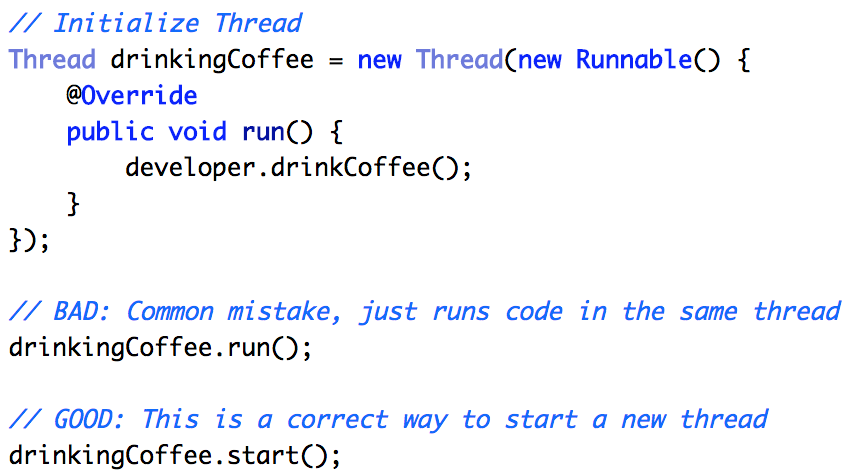 // Initialize Thread
Thread drinkingCoffee = new Thread(new Runnable() {
    @Override
    public void run() {
        developer.drinkCoffee();
    }
});

// BAD: Common mistake, just runs code in the same thread
drinkingCoffee.run();

// GOOD: This is a correct way to start a new thread
drinkingCoffee.start();